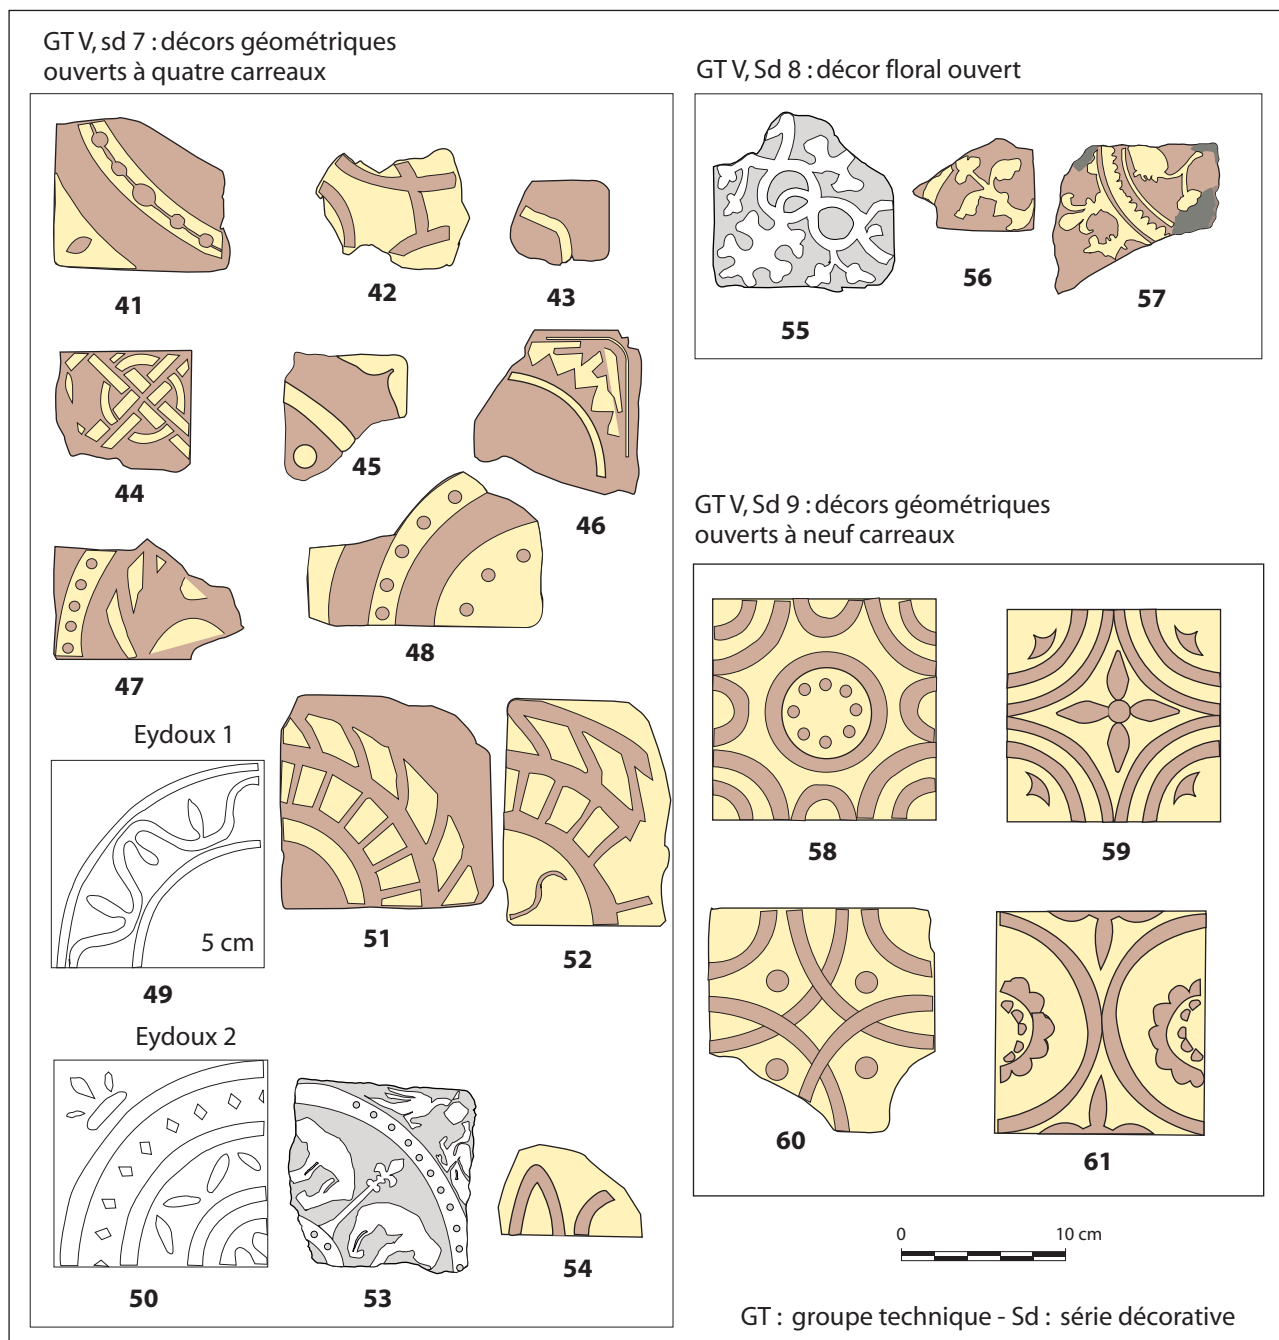 GT V, sd 7 : décors géométriques
ouverts à quatre carreaux
41
42
43
44
45
46
47
48
Eydoux 1
5 cm
49
51
52
Eydoux 2
50
53
54
GT V, Sd 8 : décor floral ouvert
55
56
57
GT V, Sd 9 : décors géométriques
ouverts à neuf carreaux
58
59
60
61
0 10 cm
GT : groupe technique - Sd : série décorative